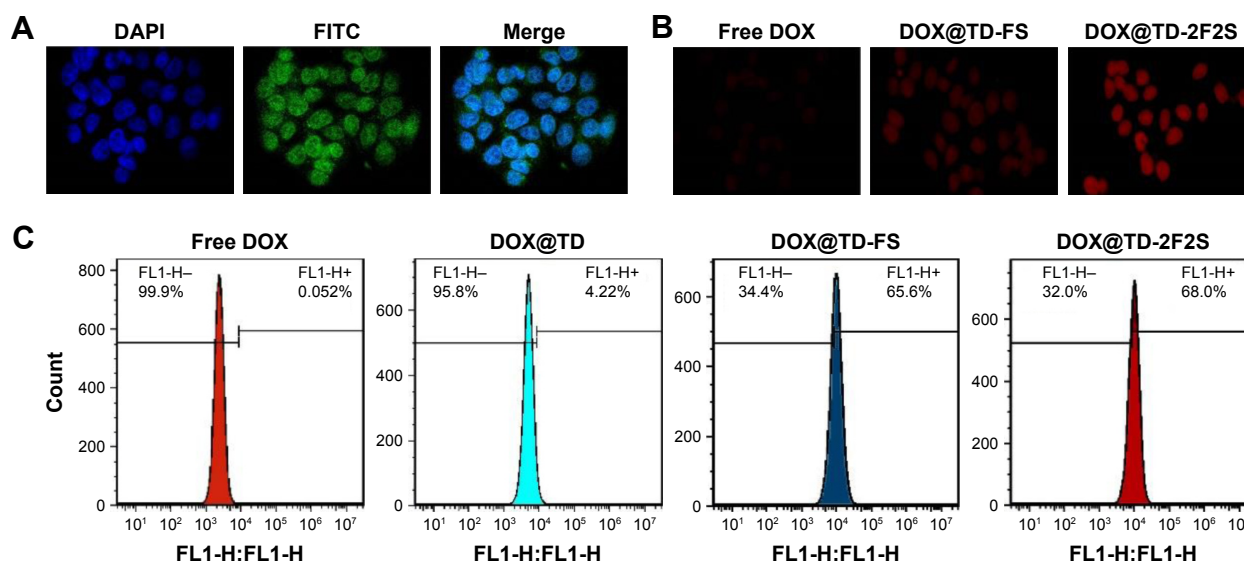 A
DAPI
FITC
Merge
B
Free DOX
DOX@TD-FS
DOX@TD-2F2S
C
Free DOX
DOX@TD
DOX@TD-FS
DOX@TD-2F2S
Count
800
600
400
200
0
FL1-H–
99.9%
FL1-H+
0.052%
10¹ 10² 10³ 10⁴ 10⁵ 10⁶ 10⁷
FL1-H:FL1-H
600
400
200
0
FL1-H–
95.8%
FL1-H+
4.22%
10¹ 10² 10³ 10⁴ 10⁵ 10⁶ 10⁷
FL1-H:FL1-H
600
400
200
0
FL1-H–
34.4%
FL1-H+
65.6%
10¹ 10² 10³ 10⁴ 10⁵ 10⁶ 10⁷
FL1-H:FL1-H
600
400
200
0
FL1-H–
32.0%
FL1-H+
68.0%
10¹ 10² 10³ 10⁴ 10⁵ 10⁶
FL1-H:FL1-H